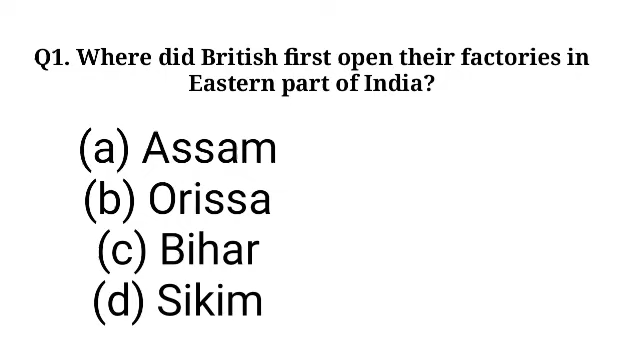 Q1. Where did British first open their factories in
Eastern part of India?
(a) Assam
(b) Orissa
(c) Bihar
(d) Sikim